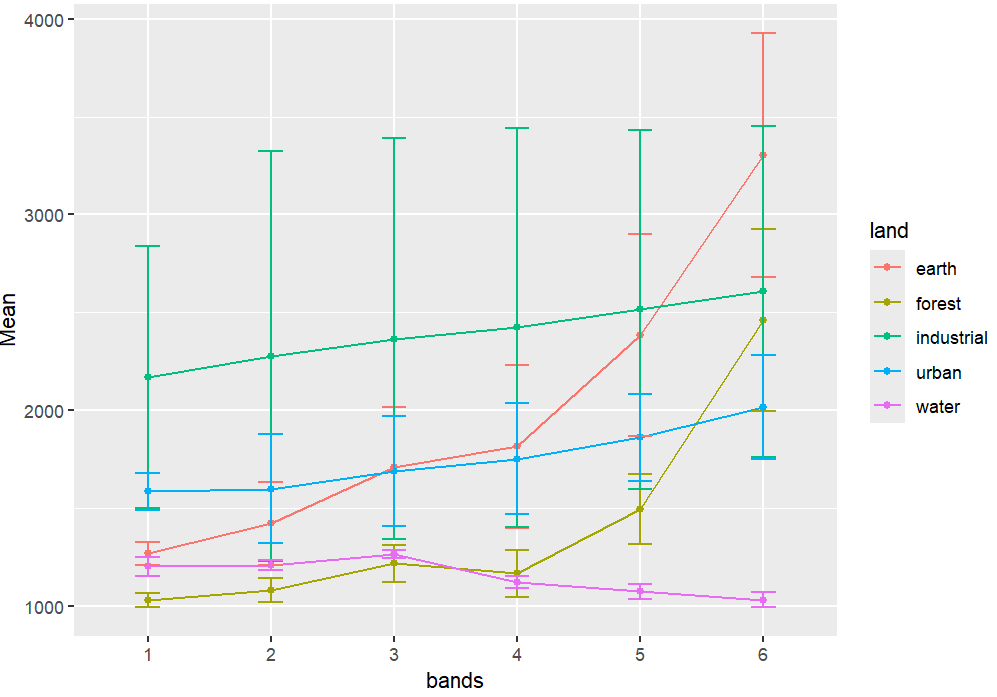 4000
3000
2000
1000
Mean
1
2
3
4
5
6
bands
land
earth
forest
industrial
urban
water